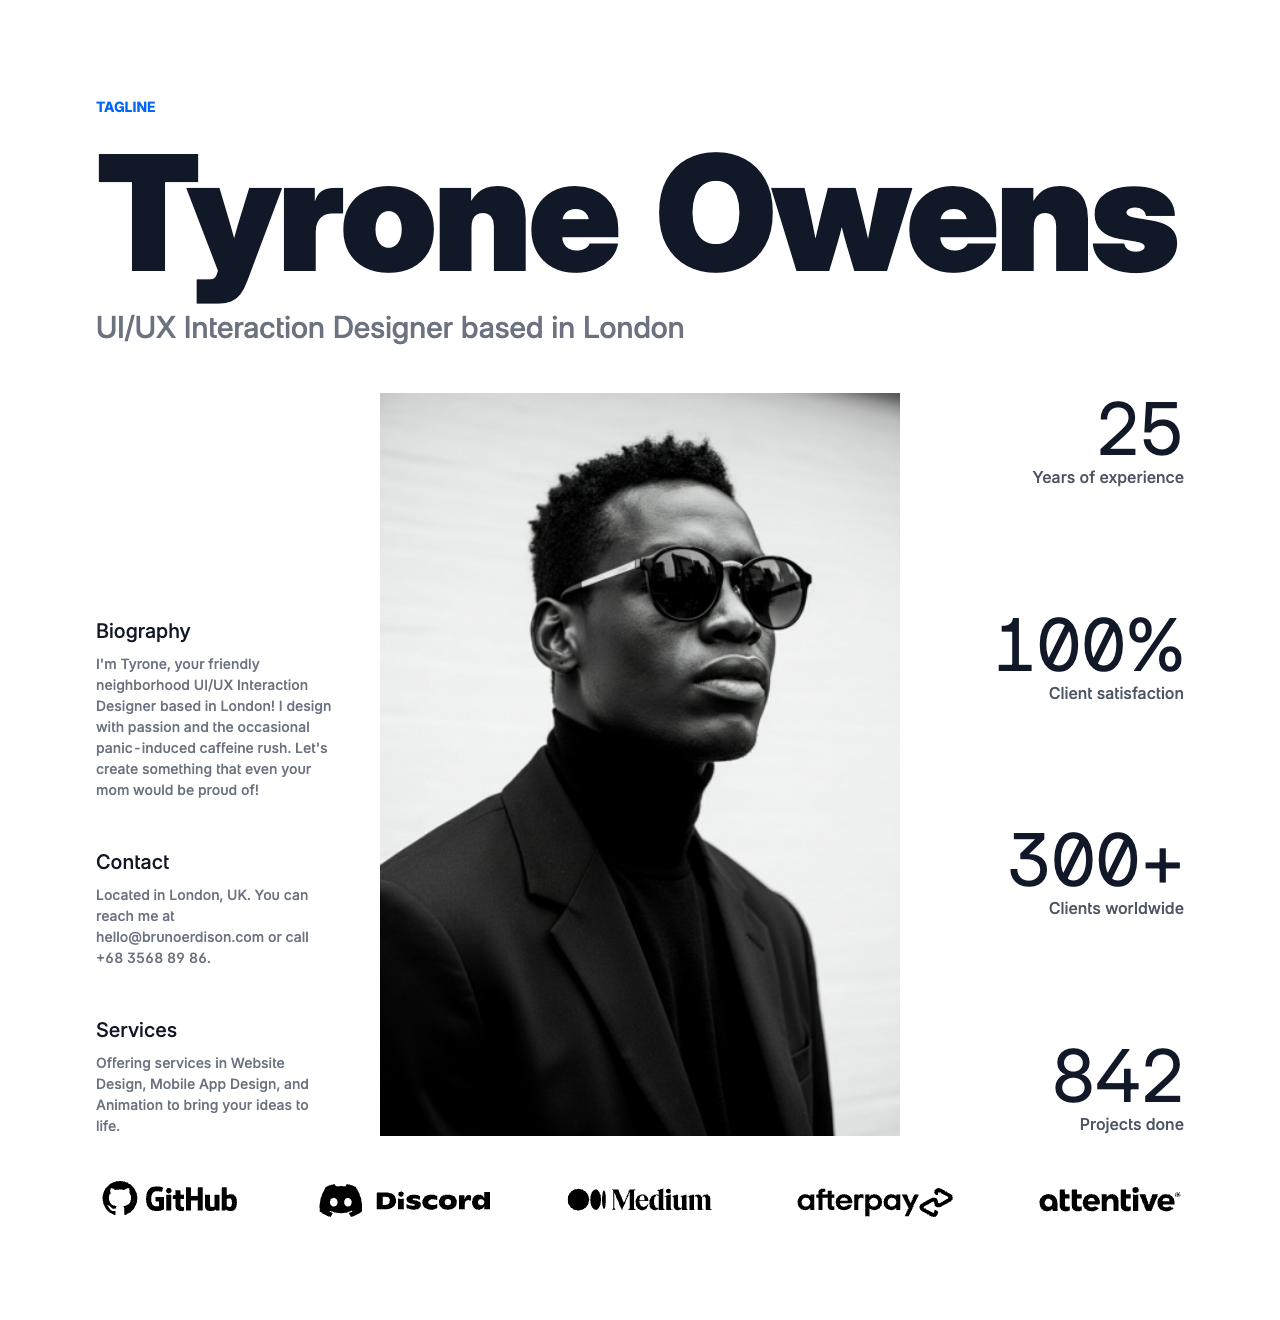 TAGLINE
Tyrone Owens
UI/UX Interaction Designer based in London
Biography
I'm Tyrone, your friendly
neighborhood UI/UX Interaction
Designer based in London! I design
with passion and the occasional
panic-induced caffeine rush. Let's
create something that even your
mom would be proud of!
Contact
Located in London, UK. You can
reach me at
hello@brunoerdison.com or call
+68 3568 89 86.
Services
Offering services in Website
Design, Mobile App Design, and
Animation to bring your ideas to
life.
25
Years of experience
100%
Client satisfaction
300+
Clients worldwide
842
Projects done
GitHub
Discord
Medium
afterpay
attentive®